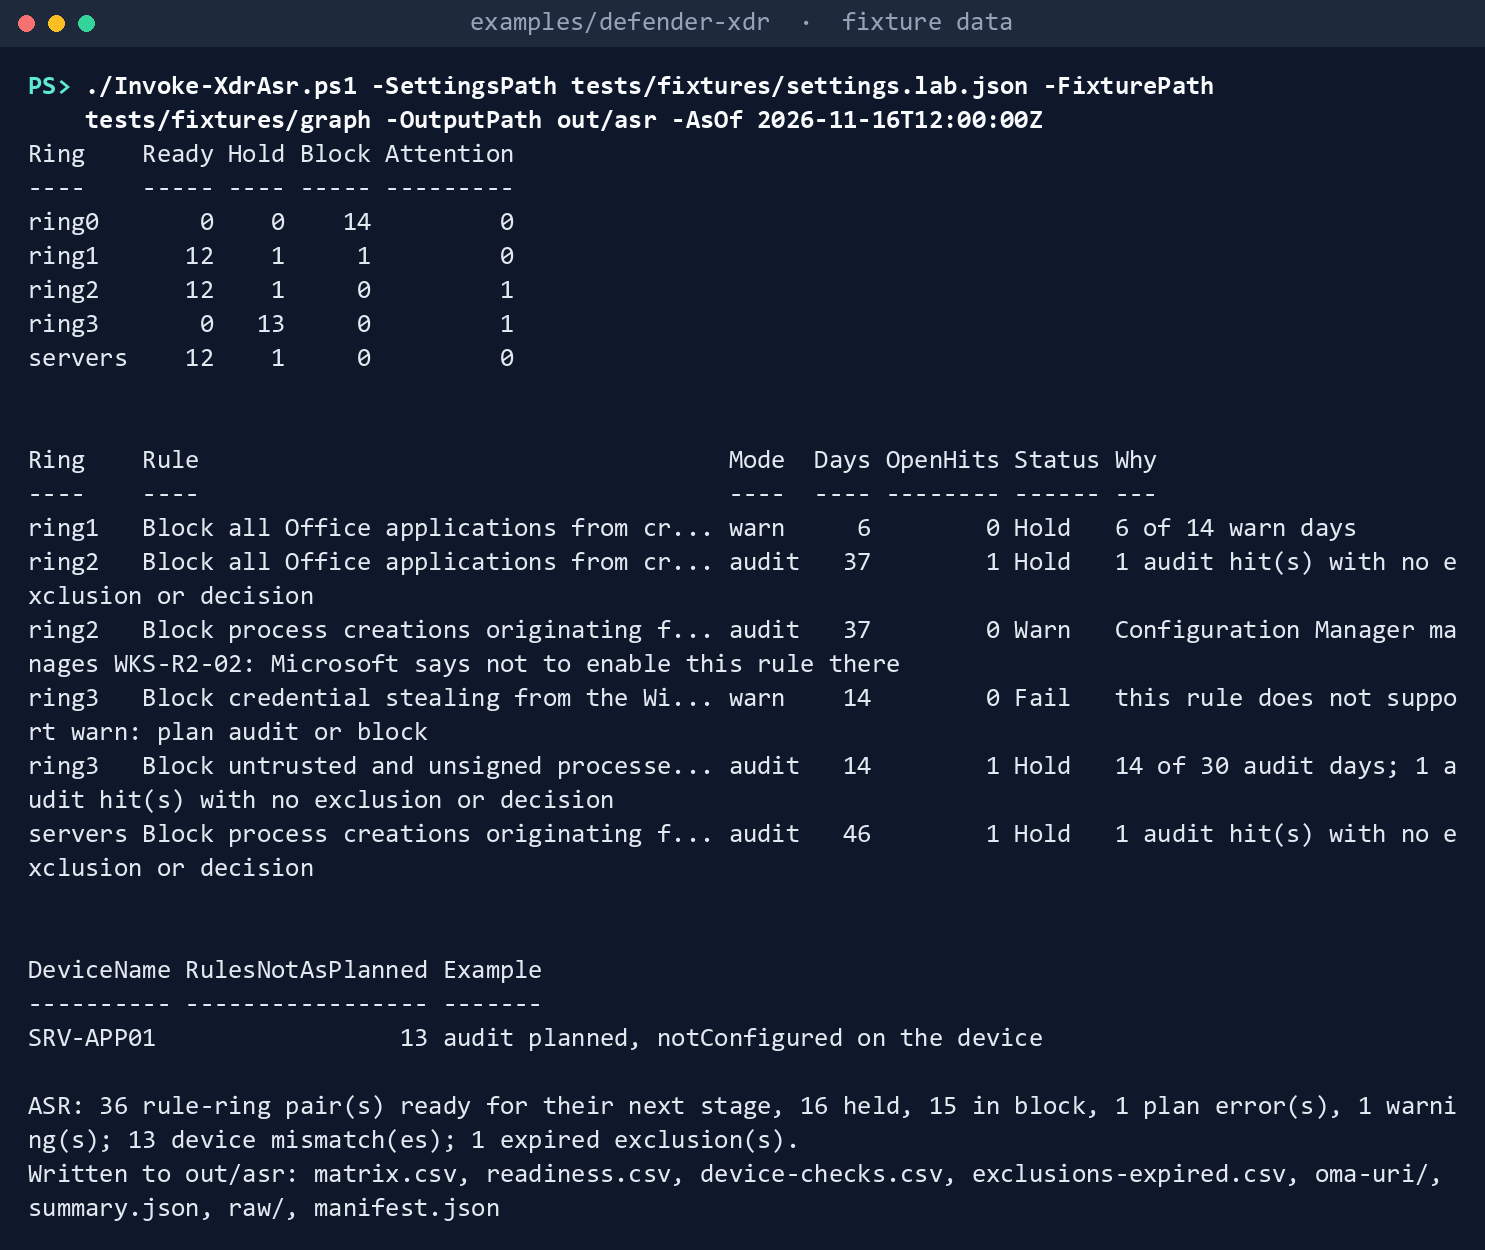 examples/defender-xdr  ·  fixture data
PS> ./Invoke-XdrAsr.ps1 -SettingsPath tests/fixtures/settings.lab.json -FixturePath
    tests/fixtures/graph -OutputPath out/asr -AsOf 2026-11-16T12:00:00Z
Ring    Ready Hold Block Attention
----    ----- ---- ----- ---------
ring0       0    0    14         0
ring1      12    1     1         0
ring2      12    1     0         1
ring3       0   13     0         1
servers    12    1     0         0
Ring    Rule                                     Mode  Days OpenHits Status Why
----    ----                                     ----  ---- -------- ------ ---
ring1   Block all Office applications from cr... warn     6        0 Hold   6 of 14 warn days
ring2   Block all Office applications from cr... audit   37        1 Hold   1 audit hit(s) with no e
xclusion or decision
ring2   Block process creations originating f... audit   37        0 Warn   Configuration Manager ma
nages WKS-R2-02: Microsoft says not to enable this rule there
ring3   Block credential stealing from the Wi... warn    14        0 Fail   this rule does not suppo
rt warn: plan audit or block
ring3   Block untrusted and unsigned processe... audit   14        1 Hold   14 of 30 audit days; 1 a
udit hit(s) with no exclusion or decision
servers Block process creations originating f... audit   46        1 Hold   1 audit hit(s) with no e
xclusion or decision
DeviceName RulesNotAsPlanned Example
---------- ----------------- -------
SRV-APP01                 13 audit planned, notConfigured on the device
ASR: 36 rule-ring pair(s) ready for their next stage, 16 held, 15 in block, 1 plan error(s), 1 warni
ng(s); 13 device mismatch(es); 1 expired exclusion(s).
Written to out/asr: matrix.csv, readiness.csv, device-checks.csv, exclusions-expired.csv, oma-uri/,
summary.json, raw/, manifest.json